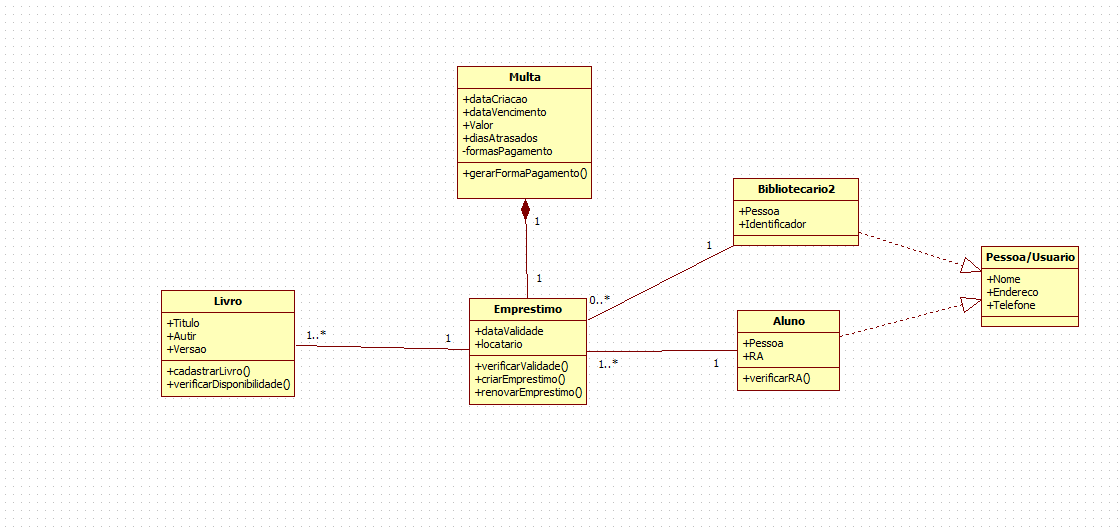 Multa
+dataCriacao
+dataVencimento
+Valor
+diasAtrasados
-formasPagamento
+gerarFormaPagamento()
1
1
Bibliotecario2
+Pessoa
+Identificador
1
0..*
Pessoa/Usuario
+Nome
+Endereco
+Telefone
Livro
+Titulo
+Autir
+Versao
+cadastrarLivro()
+verificarDisponibilidade()
1..*
1
Emprestimo
+dataValidade
+locatario
+verificarValidade()
+criarEmprestimo()
+renovarEmprestimo()
1..*
1
Aluno
+Pessoa
+RA
+verificarRA()